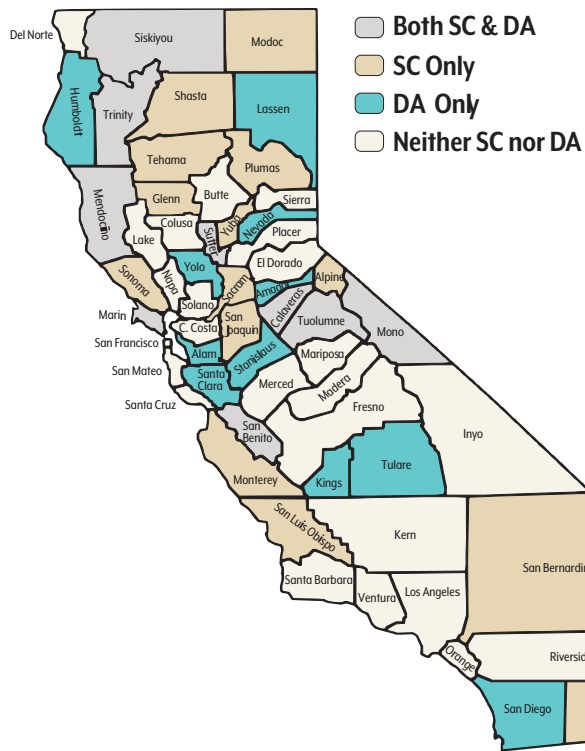 Both SC & DA
SC Only
DA Only
Neither SC nor DA
Del Norte
Siskiyou
Modoc
Humboldt
Trinity
Shasta
Lassen
Tehama
Plumas
Mendocino
Glenn
Butte
Sierra
Colusa
Lake
Sutter
Yuba
Nevada
Placer
Yolo
El Dorado
Sonoma
Napa
Sacram
Amador
Alpine
Solano
Calaveras
Marin
C. Costa
San
Joaquin
Tuolumne
Mono
San Francisco
Alam
Stanislaus
Mariposa
San Mateo
Santa
Clara
Merced
Madera
Santa Cruz
Fresno
Inyo
San
Benito
Monterey
Kings
Tulare
San Luis Obispo
Kern
San Bernardin
Santa Barbara
Ventura
Los Angeles
Orange
Riversid
San Diego